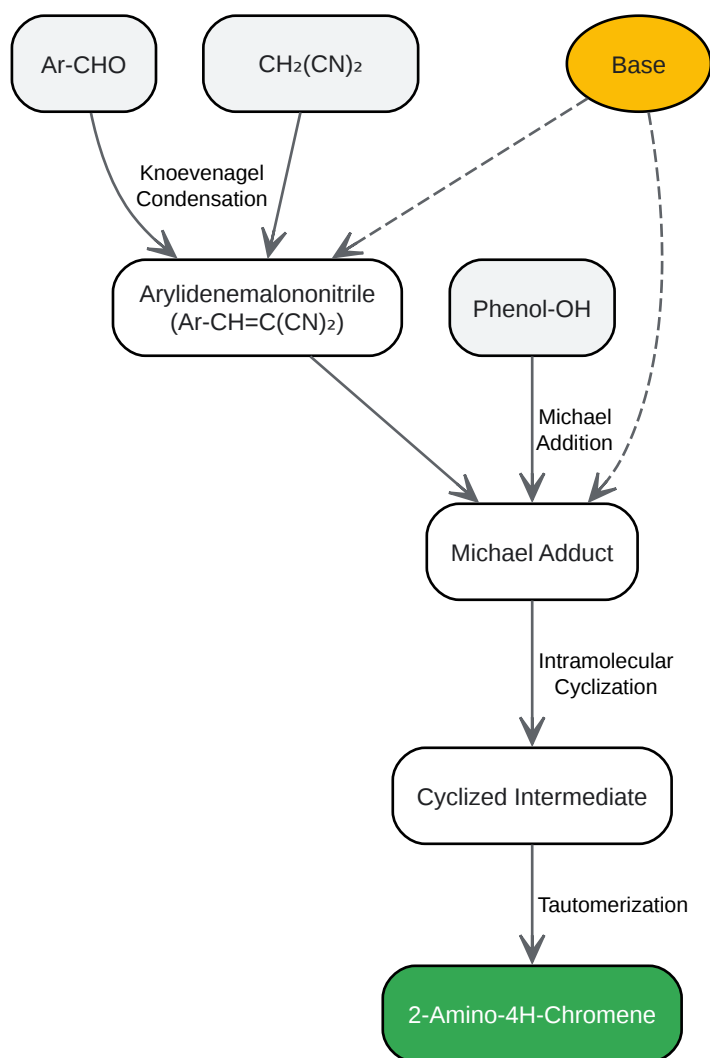 Ar-CHO
CH₂(CN)₂
Base
Knoevenagel
Condensation
Arylidenemalononitrile
(Ar-CH=C(CN)₂)
Phenol-OH
Michael
Addition
Michael Adduct
Intramolecular
Cyclization
Cyclized Intermediate
Tautomerization
2-Amino-4H-Chromene